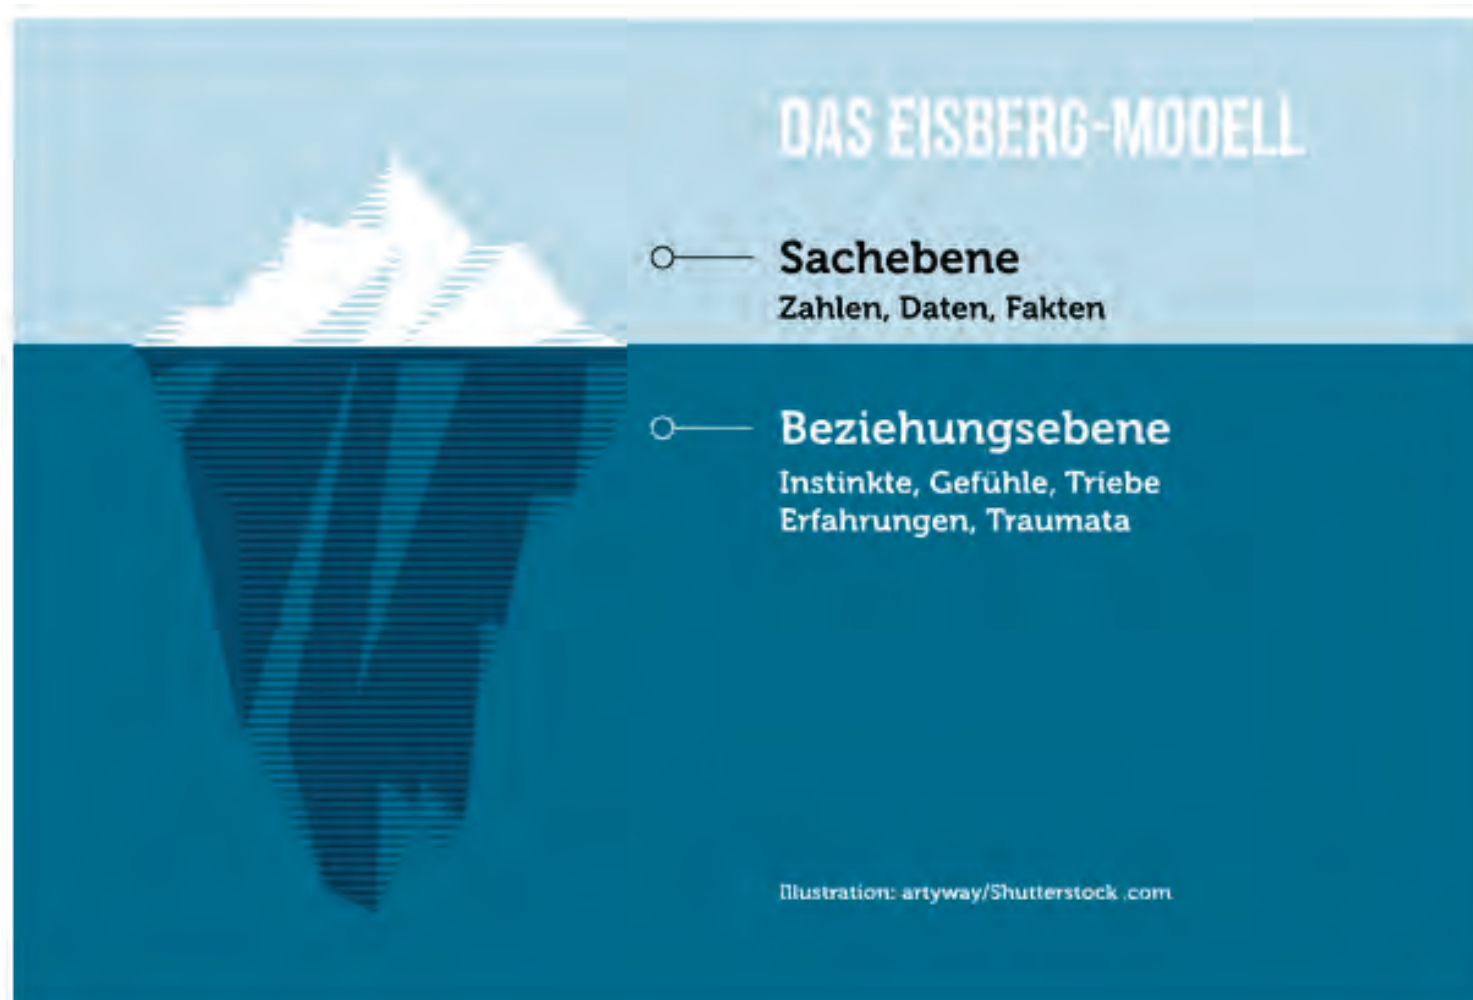 DAS EISBERG-MODELL
Sachebene
Zahlen, Daten, Fakten
Beziehungsebene
Instinkte, Gefühle, Triebe
Erfahrungen, Traumata
Illustration: artyway/Shutterstock .com